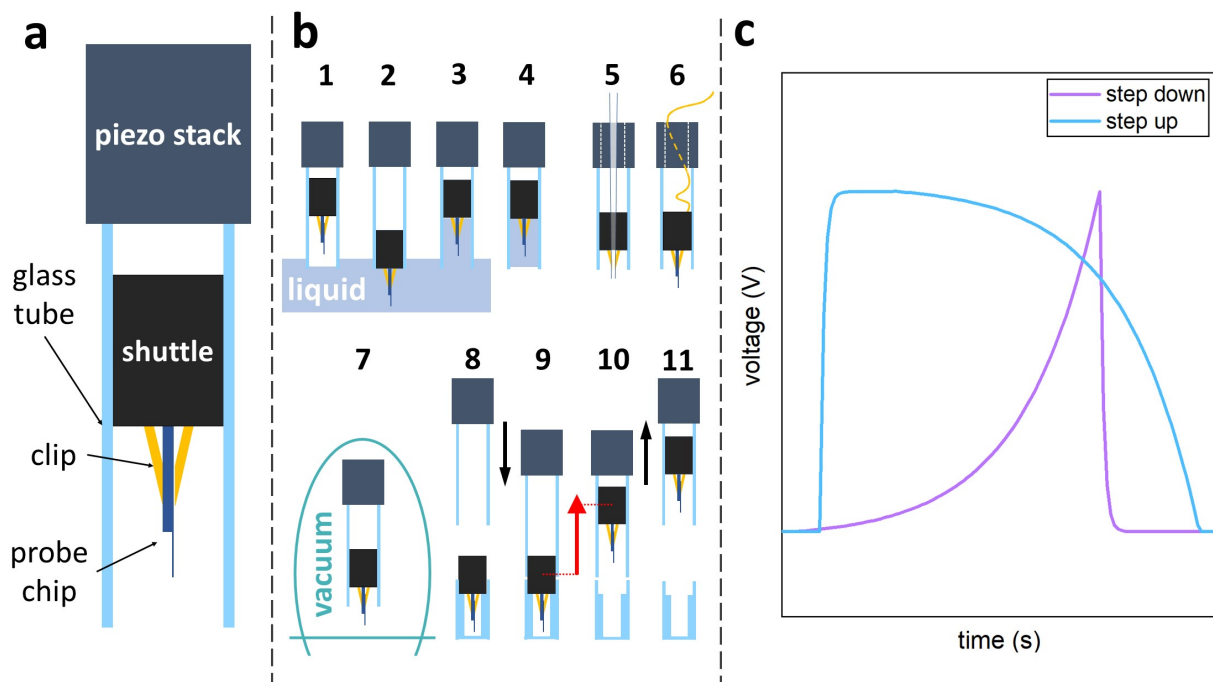 a
piezo stack
glass
tube
shuttle
clip
probe
chip
b
1 2 3 4 5 6
liquid
7 8 9 10 11
vacuum
c
step down
step up
voltage (V)
time (s)